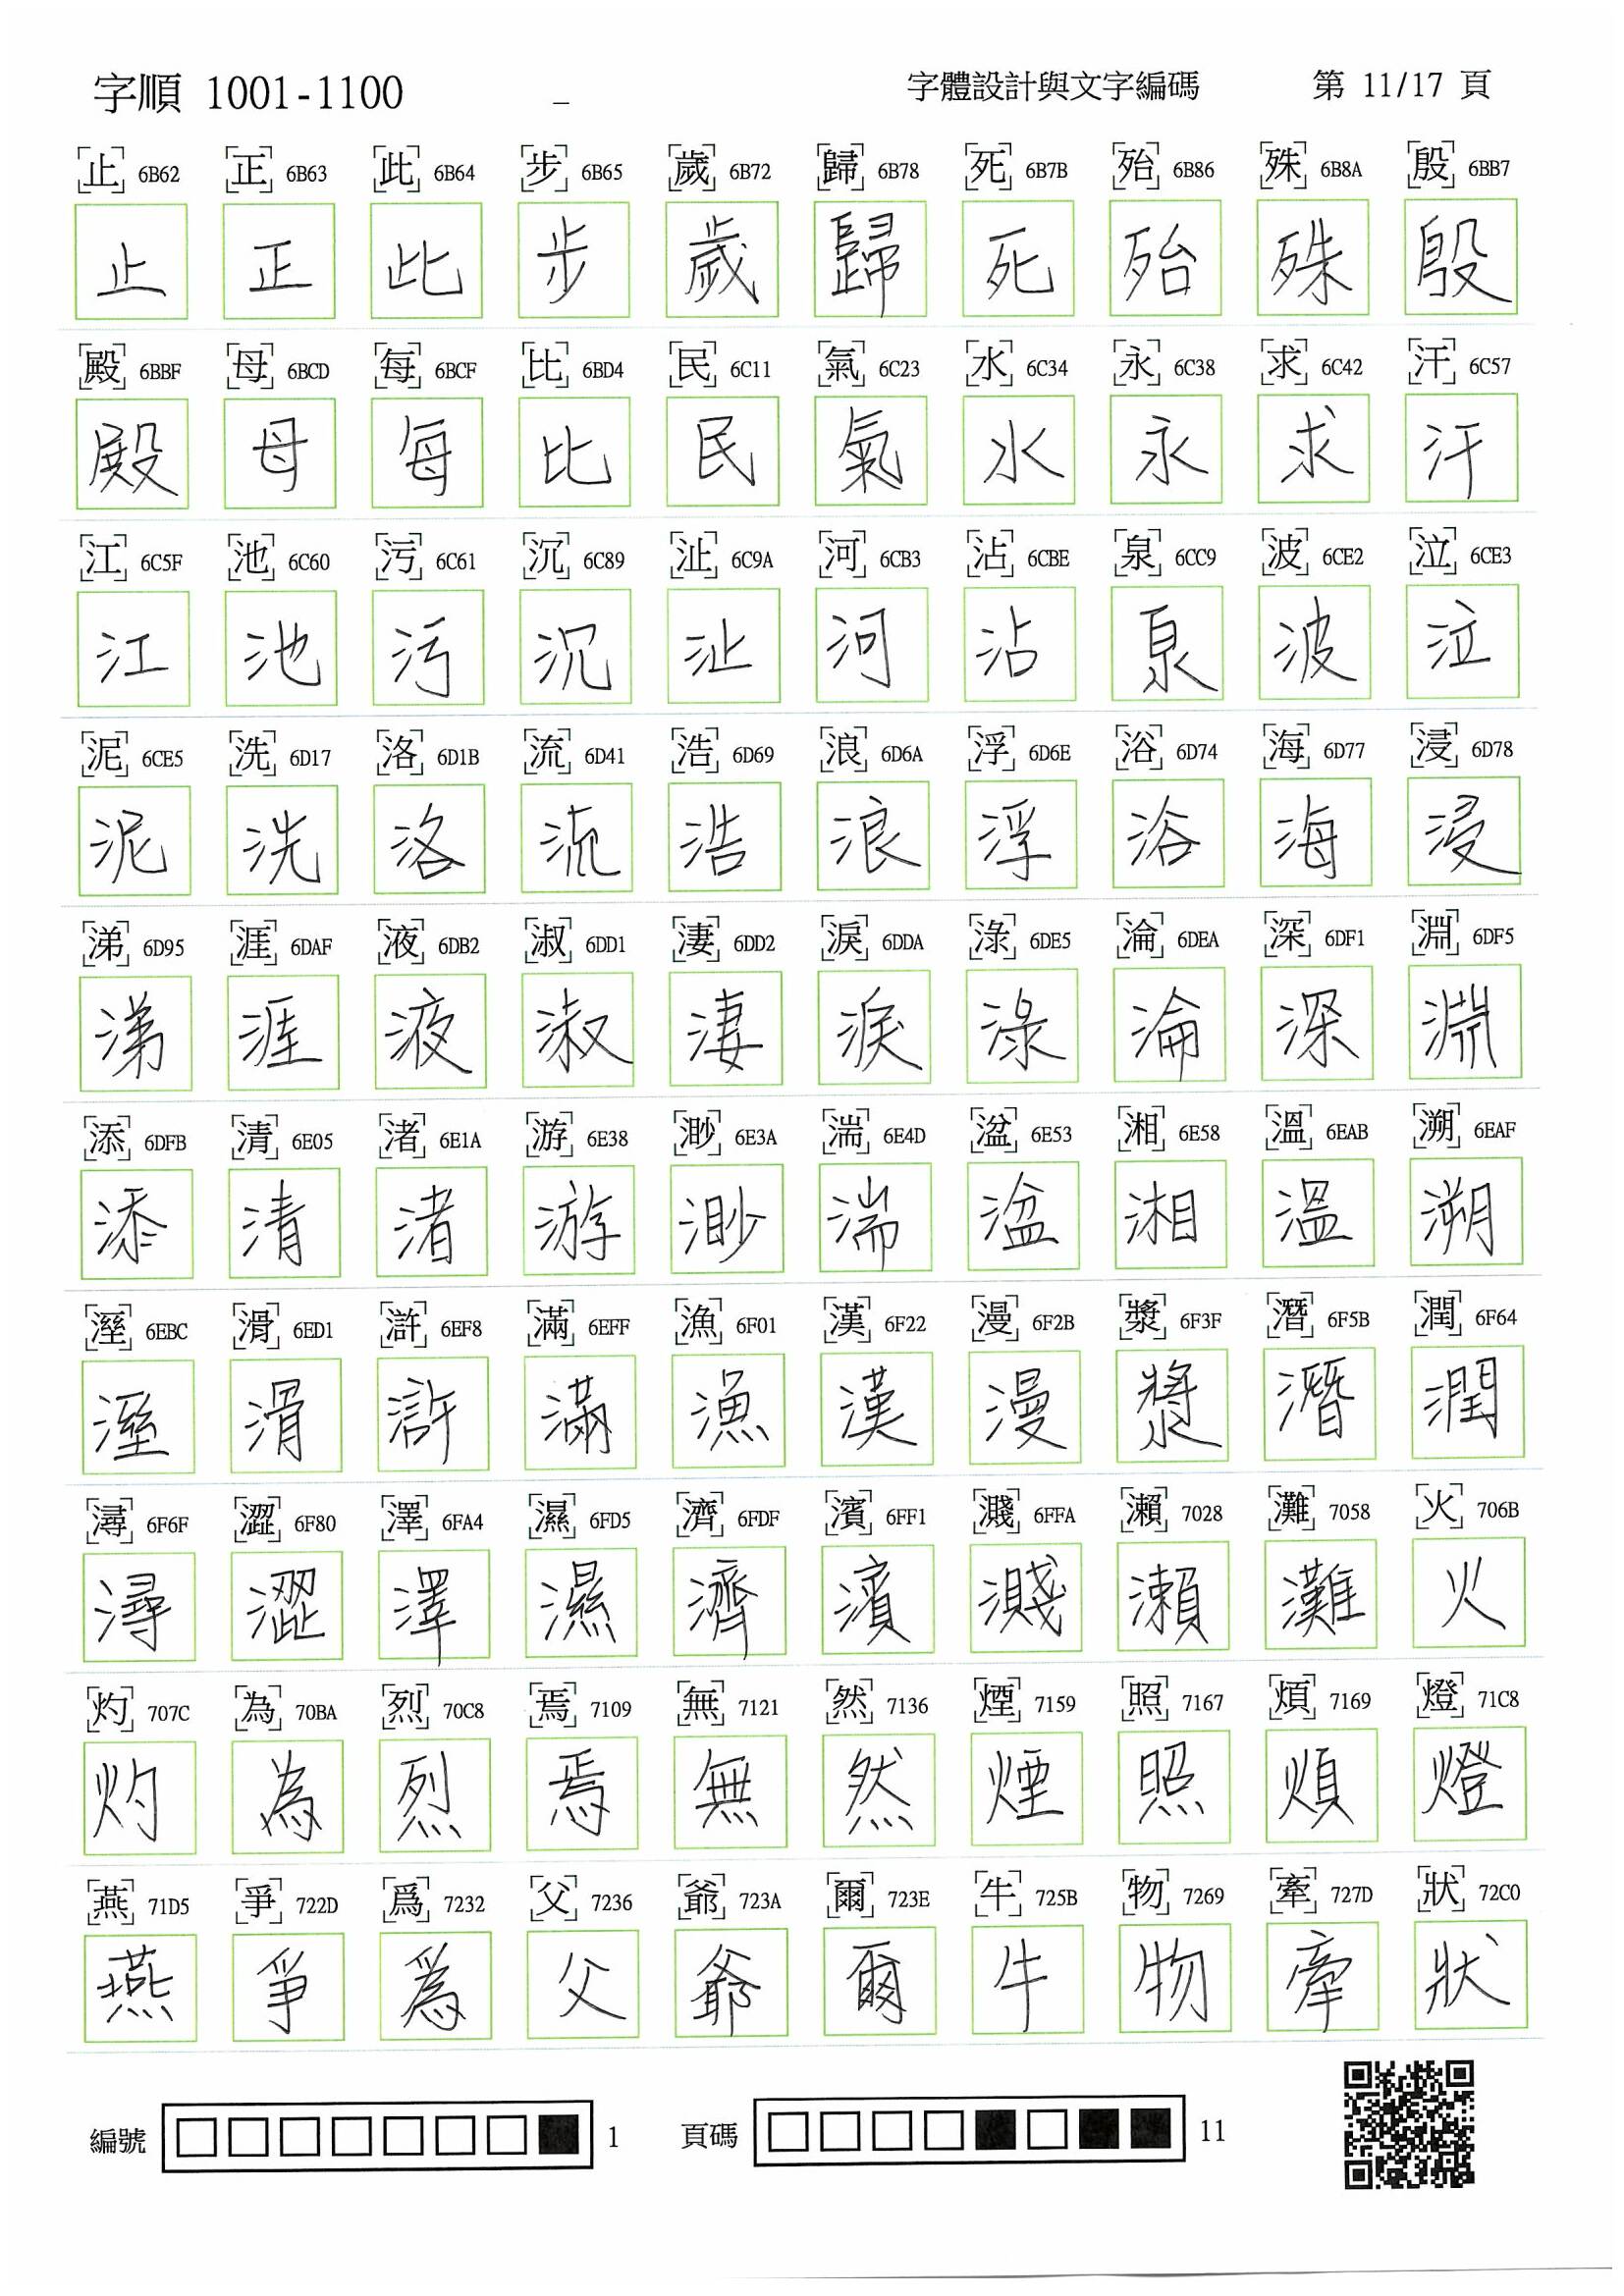 字順 1001-1100 – 字體設計與文字編碼 第 11/17 頁
止 6B62 正 6B63 此 6B64 步 6B65 歲 6B72 歸 6B78 死 6B7B 殆 6B86 殊 6B8A 殷 6BB7
止 正 此 步 歲 歸 死 殆 殊 殷
殿 6BBF 母 6BCD 每 6BCF 比 6BD4 民 6C11 氣 6C23 水 6C34 永 6C38 求 6C42 汗 6C57
殿 母 每 比 民 氣 水 永 求 汗
江 6C5F 池 6C60 污 6C61 沉 6C89 沚 6C9A 河 6CB3 沾 6CBE 泉 6CC9 波 6CE2 泣 6CE3
江 池 污 沉 沚 河 沾 泉 波 泣
泥 6CE5 洗 6D17 洛 6D1B 流 6D41 浩 6D69 浪 6D6A 浮 6D6E 浴 6D74 海 6D77 浸 6D78
泥 洗 洛 流 浩 浪 浮 浴 海 浸
涕 6D95 涯 6DAF 液 6DB2 淑 6DD1 淒 6DD2 淚 6DDA 淥 6DE5 淪 6DEA 深 6DF1 淵 6DF5
涕 涯 液 淑 淒 淚 淥 淪 深 淵
添 6DFB 清 6E05 渚 6E1A 游 6E38 渺 6E3A 湍 6E4D 湓 6E53 湘 6E58 溫 6EAB 溯 6EAF
添 清 渚 游 渺 湍 湓 湘 溫 溯
溼 6EBC 滑 6ED1 滸 6EF8 滿 6EFF 漁 6F01 漢 6F22 漫 6F2B 漿 6F3F 潛 6F5B 潤 6F64
溼 滑 滸 滿 漁 漢 漫 漿 潛 潤
潯 6F6F 澀 6F80 澤 6FA4 濕 6FD5 濟 6FDF 濱 6FF1 濺 6FFA 瀨 7028 灘 7058 火 706B
潯 澀 澤 濕 濟 濱 濺 瀨 灘 火
灼 707C 為 70BA 烈 70C8 焉 7109 無 7121 然 7136 煙 7159 照 7167 煩 7169 燈 71C8
灼 為 烈 焉 無 然 煙 照 煩 燈
燕 71D5 爭 722D 爲 7232 父 7236 爺 723A 爾 723E 牛 725B 物 7269 牽 727D 狀 72C0
燕 爭 爲 父 爺 爾 牛 物 牽 狀
編號 1 頁碼 11